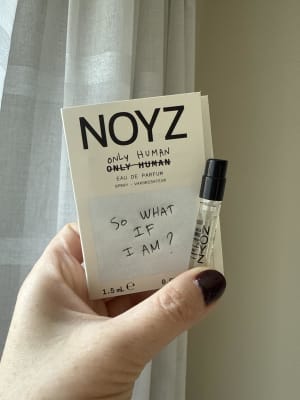 NOYZ
ONLY HUMAN
ONLY HUMAN
EAU DE PARFUM
SPRAY - VAPORISATEUR
SO WHAT
IF
I AM?
1.5 mL ℮
NOYZ